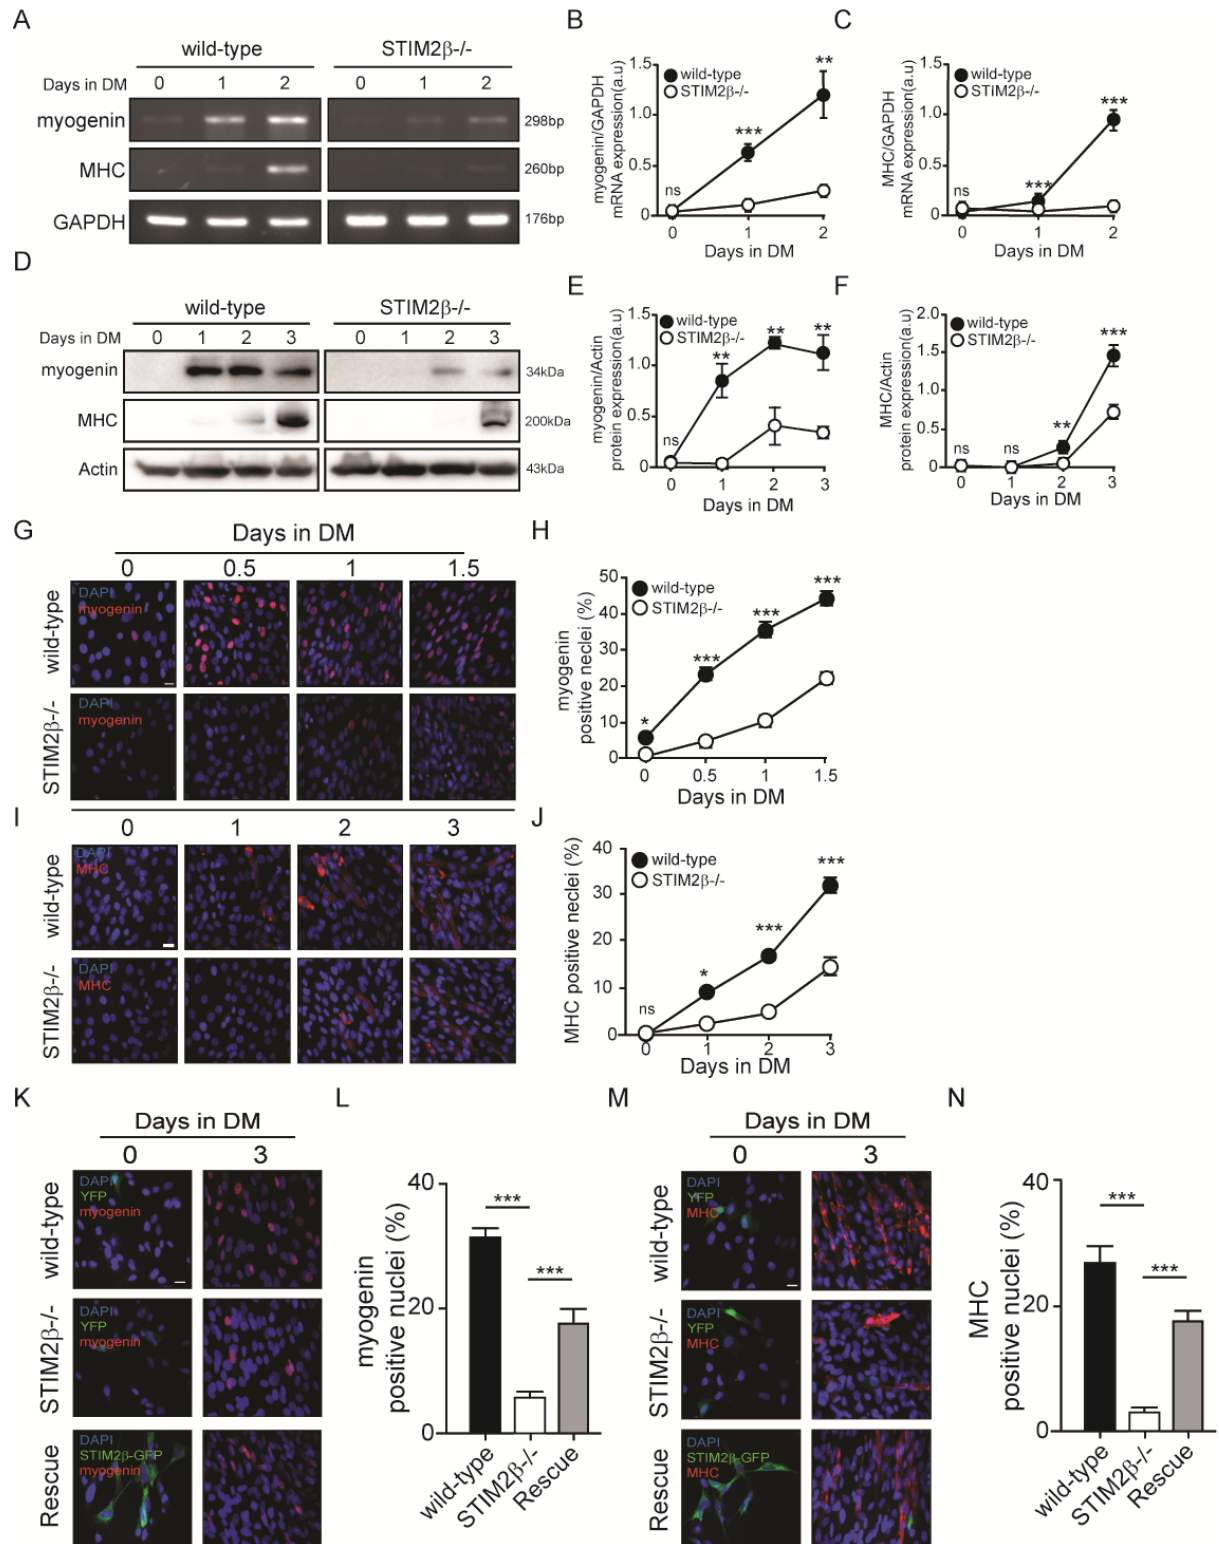 A
wild-type STIM2β-/-
Days in DM 0 1 2 0 1 2
myogenin 298bp
MHC 260bp
GAPDH 176bp
B
wild-type
STIM2β-/-
myogenin/GAPDH
mRNA expression(a.u)
1.5
1.0
0.5
0
ns *** **
0 1 2
Days in DM
C
wild-type
STIM2β-/-
MHC/GAPDH
mRNA expression(a.u)
1.5
1.0
0.5
0
ns *** ***
0 1 2
Days in DM
D
wild-type STIM2β-/-
Days in DM 0 1 2 3 0 1 2 3
myogenin 34kDa
MHC 200kDa
Actin 43kDa
E
wild-type
STIM2β-/-
myogenin/Actin
protein expression(a.u)
1.5
1.0
0.5
0
ns ** ** **
0 1 2 3
Days in DM
F
wild-type
STIM2β-/-
MHC/Actin
protein expression(a.u)
2.0
1.5
1.0
0.5
0
ns ns ** ***
0 1 2 3
Days in DM
G
Days in DM
0 0.5 1 1.5
wild-type
DAPI
myogenin
STIM2β-/-
DAPI
myogenin
H
wild-type
STIM2β-/-
myogenin
positive neclei (%)
50
40
30
20
10
0
* *** *** ***
0 0.5 1 1.5
Days in DM
I
0 1 2 3
wild-type
DAPI
MHC
STIM2β-/-
DAPI
MHC
J
wild-type
STIM2β-/-
MHC positive neclei (%)
40
30
20
10
0
ns * *** ***
0 1 2 3
Days in DM
K
Days in DM
0 3
wild-type
DAPI
YFP
myogenin
STIM2β-/-
DAPI
YFP
myogenin
Rescue
DAPI
STIM2β-GFP
myogenin
L
myogenin
positive nuclei (%)
40
20
0
*** ***
wild-type
STIM2β-/-
Rescue
M
Days in DM
0 3
wild-type
DAPI
YFP
MHC
STIM2β-/-
DAPI
YFP
MHC
Rescue
DAPI
STIM2β-GFP
MHC
N
MHC
positive nuclei (%)
40
20
0
*** ***
wild-type
STIM2β-/-
Rescue